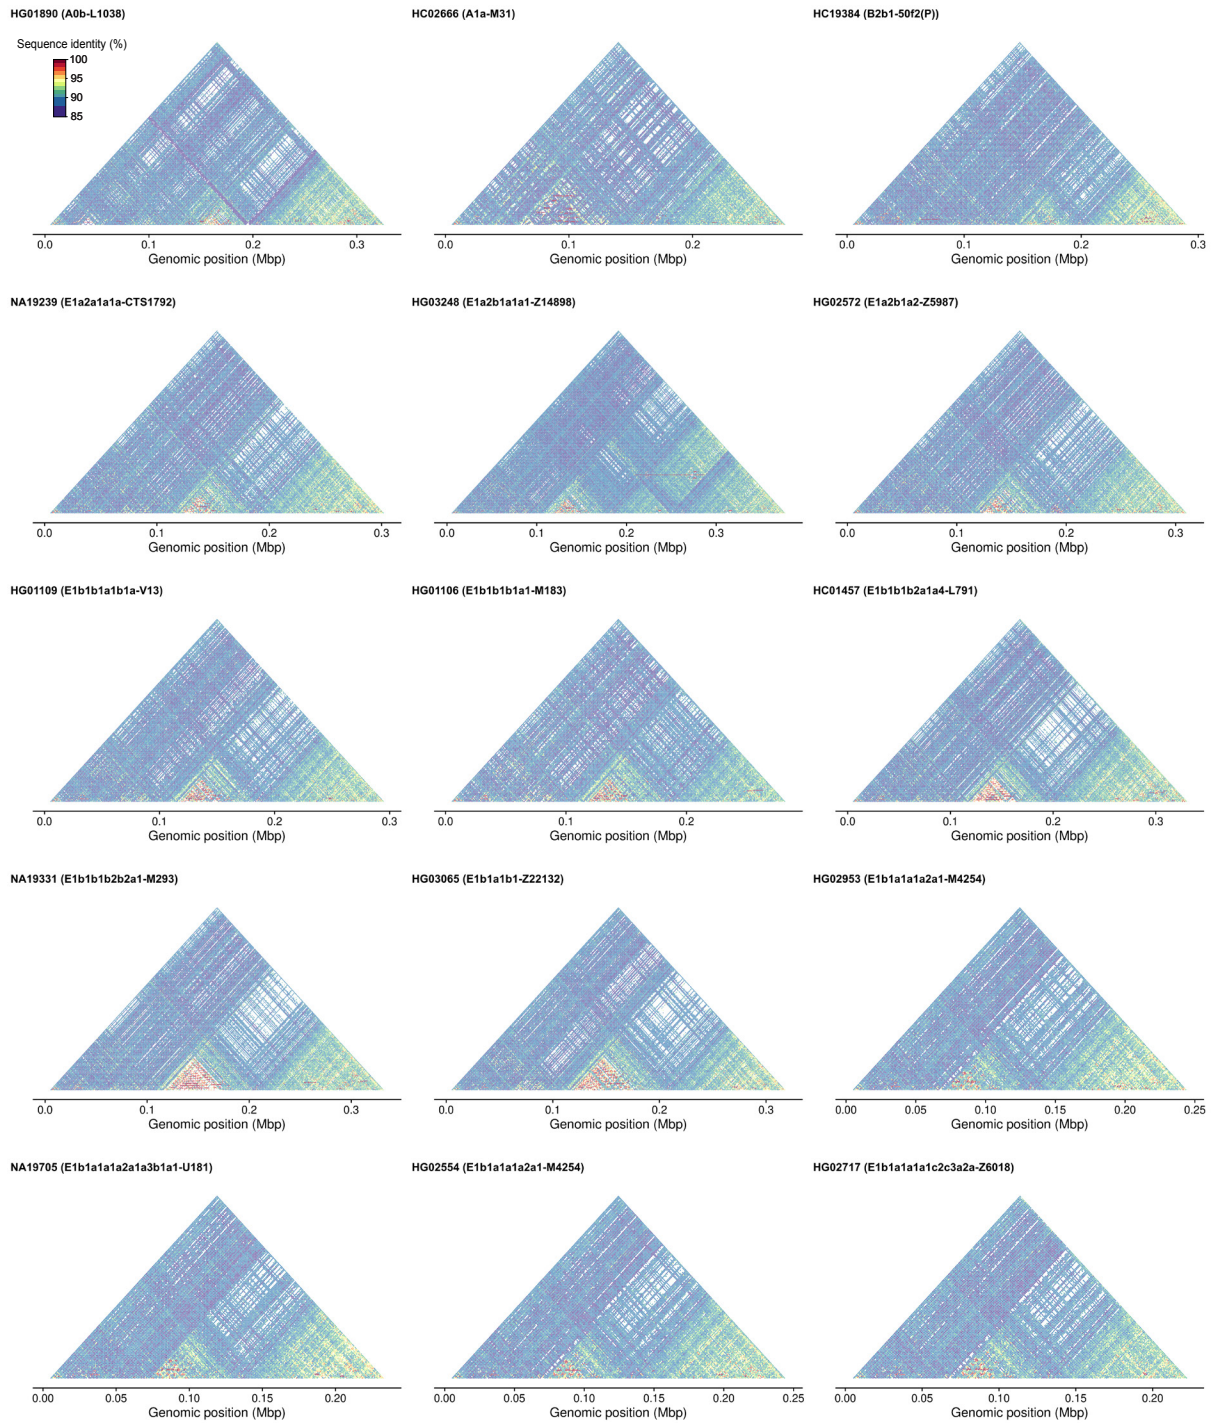 HG01890 (A0b-L1038)
HC02666 (A1a-M31)
HC19384 (B2b1-50f2(P))
Sequence identity (%)
100
95
90
85
0.0 0.1 0.2 0.3
0.0 0.1 0.2
0.0 0.1 0.2 0.3
Genomic position (Mbp)
Genomic position (Mbp)
Genomic position (Mbp)
NA19239 (E1a2a1a1a-CTS1792)
HG03248 (E1a2b1a1a1-Z14898)
HG02572 (E1a2b1a2-Z5987)
0.0 0.1 0.2 0.3
0.0 0.1 0.2 0.3
0.0 0.1 0.2 0.3
Genomic position (Mbp)
Genomic position (Mbp)
Genomic position (Mbp)
HG01109 (E1b1b1a1b1a-V13)
HG01106 (E1b1b1b1a1-M183)
HC01457 (E1b1b1b2a1a4-L791)
0.0 0.1 0.2 0.3
0.0 0.1 0.2
0.0 0.1 0.2 0.3
Genomic position (Mbp)
Genomic position (Mbp)
Genomic position (Mbp)
NA19331 (E1b1b1b2b2a1-M293)
HG03065 (E1b1a1b1-Z22132)
HG02953 (E1b1a1a1a2a1-M4254)
0.0 0.1 0.2 0.3
0.0 0.1 0.2 0.3
0.00 0.05 0.10 0.15 0.20 0.25
Genomic position (Mbp)
Genomic position (Mbp)
Genomic position (Mbp)
NA19705 (E1b1a1a1a2a1a3b1a1-U181)
HG02554 (E1b1a1a1a2a1-M4254)
HG02717 (E1b1a1a1a1c2c3a2a-Z6018)
0.00 0.05 0.10 0.15 0.20
0.00 0.05 0.10 0.15 0.20 0.25
0.00 0.05 0.10 0.15 0.20
Genomic position (Mbp)
Genomic position (Mbp)
Genomic position (Mbp)